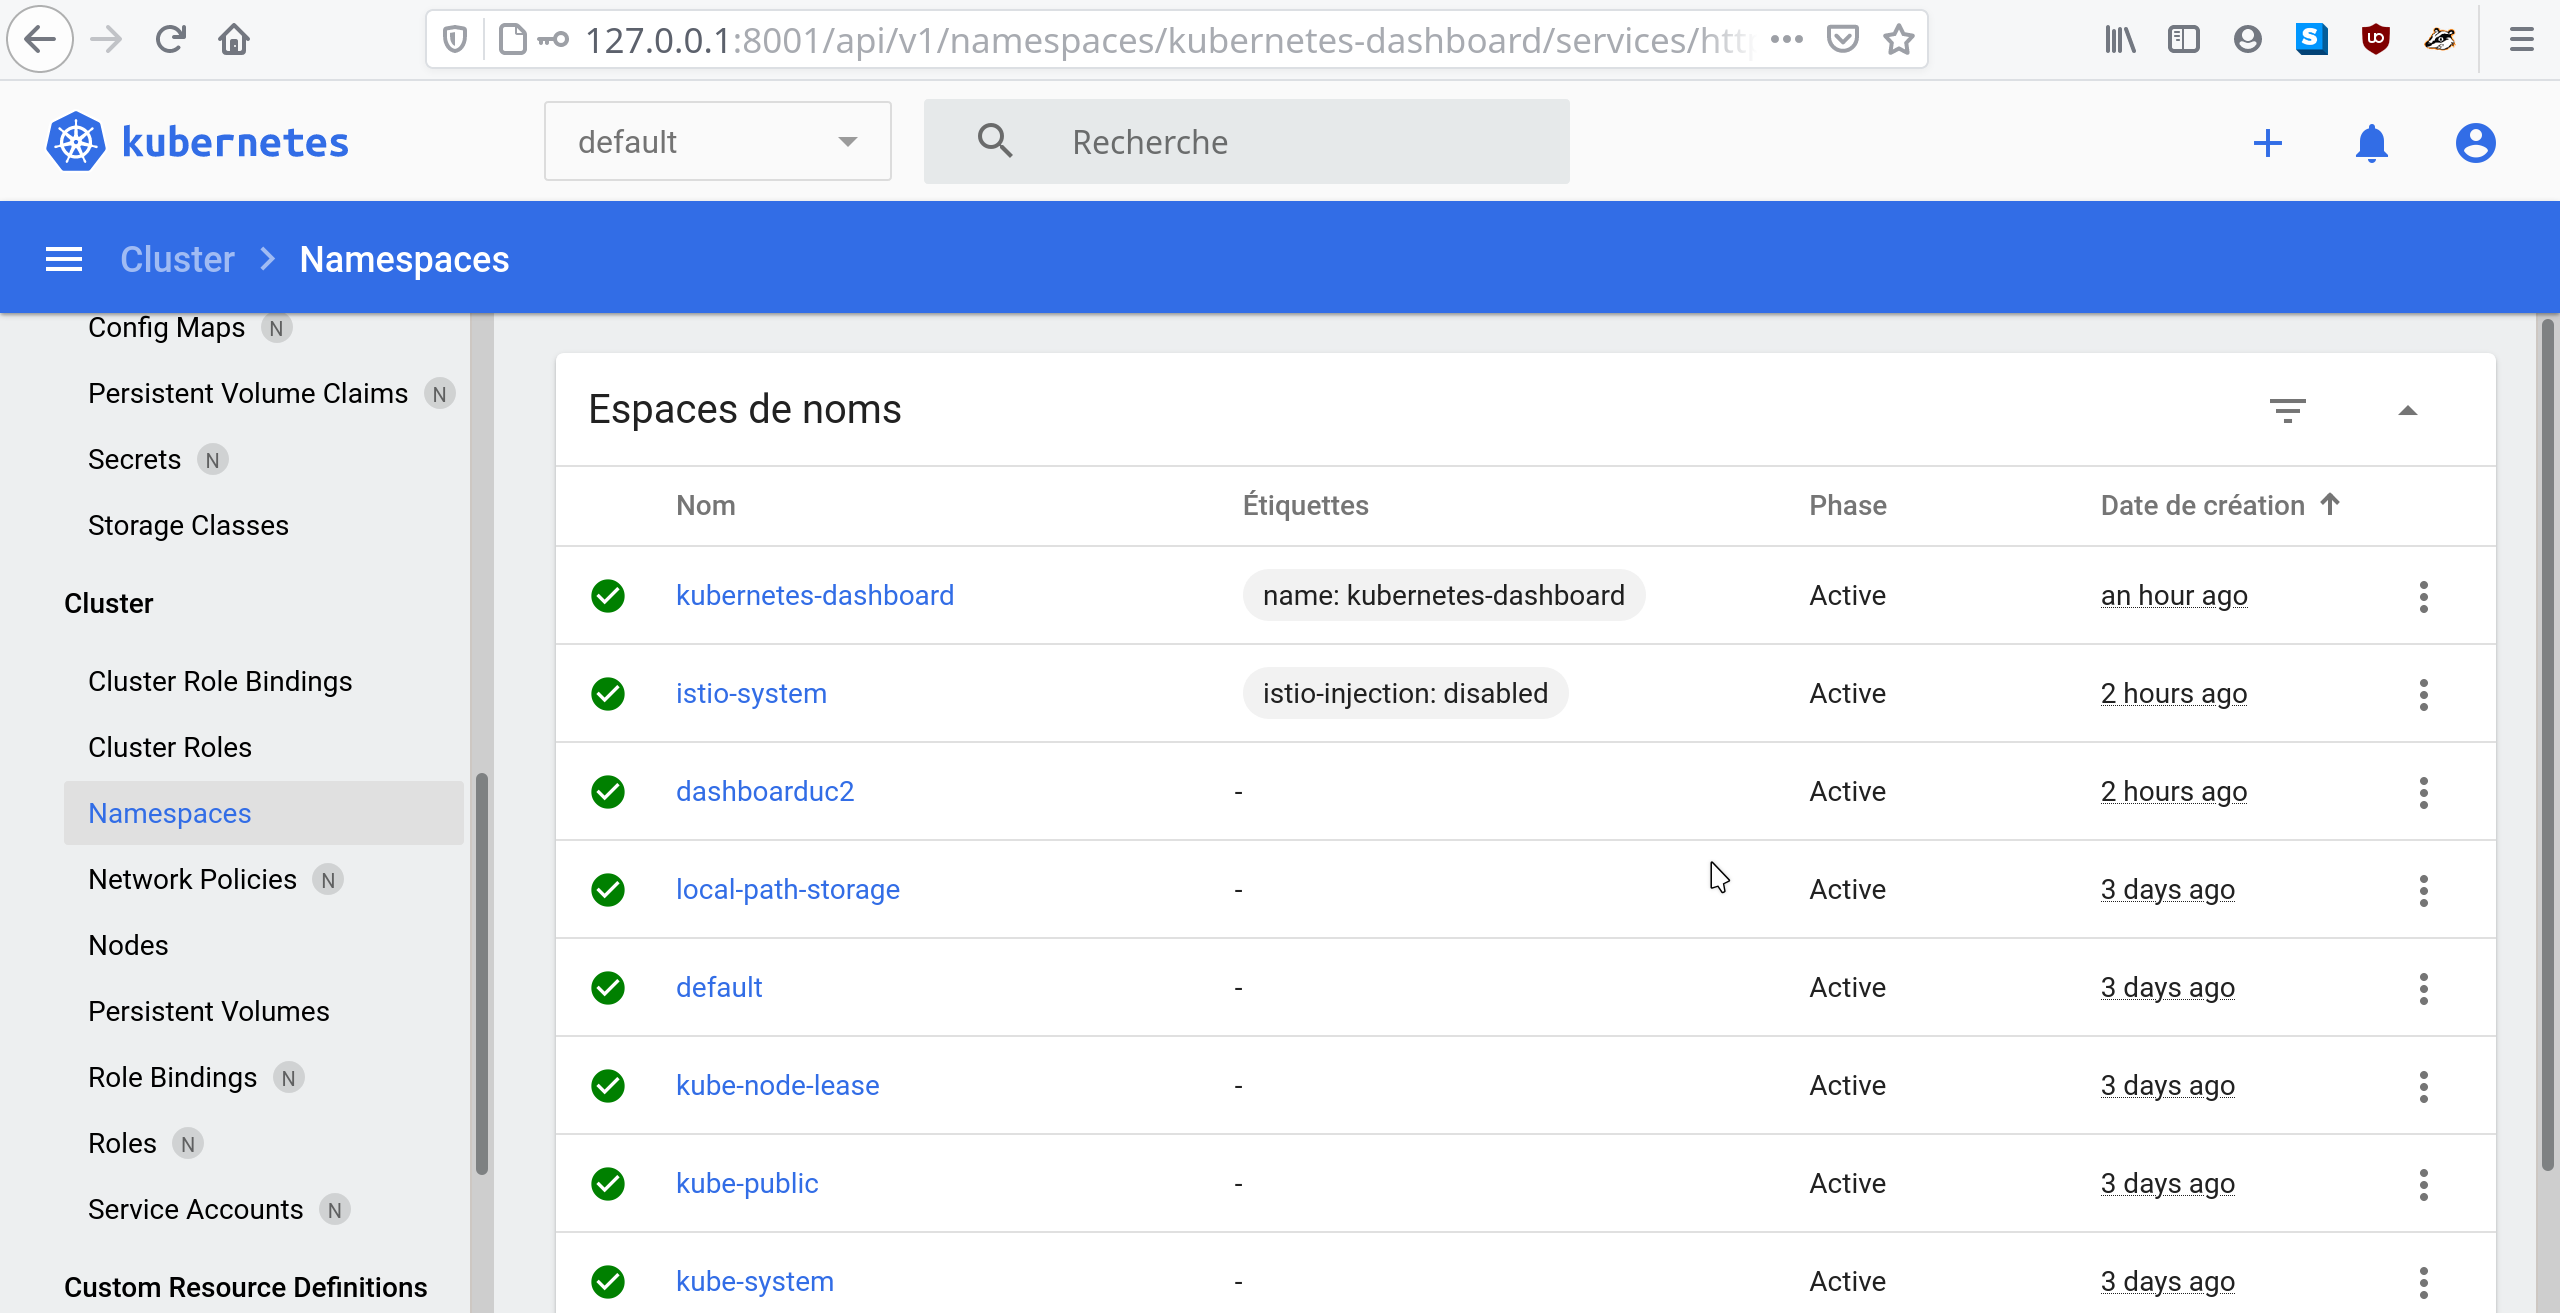 127.0.0.1:8001/api/v1/namespaces/kubernetes-dashboard/services/htt
kubernetes
default
Recherche
Cluster > Namespaces
Config Maps N
Persistent Volume Claims N
Secrets N
Storage Classes
Cluster
Cluster Role Bindings
Cluster Roles
Namespaces
Network Policies N
Nodes
Persistent Volumes
Role Bindings N
Roles N
Service Accounts N
Custom Resource Definitions
Espaces de noms
Nom Étiquettes Phase Date de création
kubernetes-dashboard name: kubernetes-dashboard Active an hour ago
istio-system istio-injection: disabled Active 2 hours ago
dashboarduc2 - Active 2 hours ago
local-path-storage - Active 3 days ago
default - Active 3 days ago
kube-node-lease - Active 3 days ago
kube-public - Active 3 days ago
kube-system - Active 3 days ago